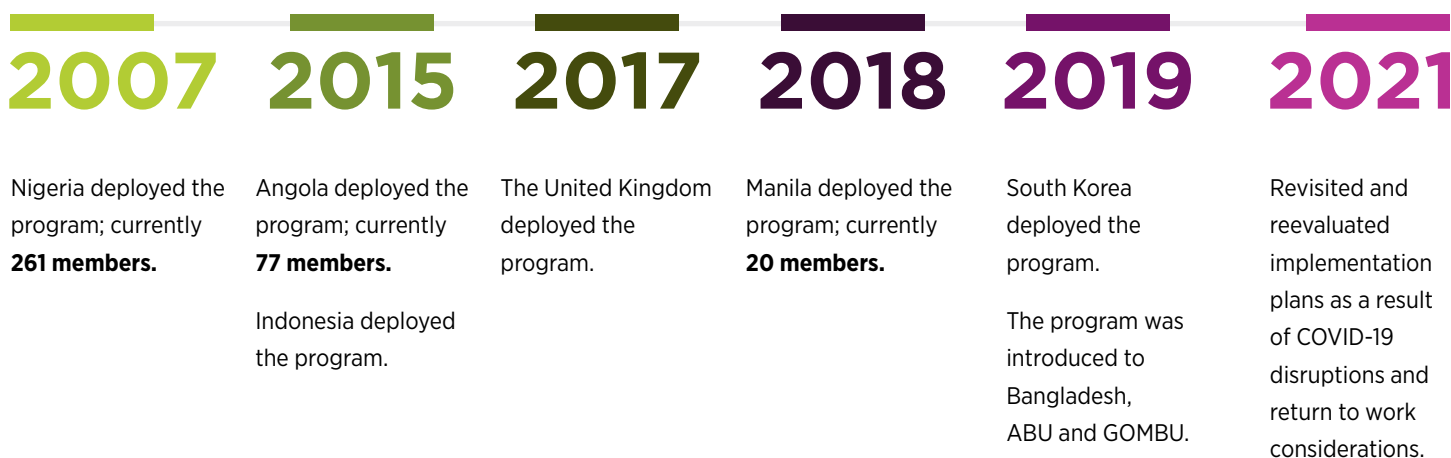 2007
Nigeria deployed the
program; currently
261 members.
2015
Angola deployed the
program; currently
77 members.
Indonesia deployed
the program.
2017
The United Kingdom
deployed the
program.
2018
Manila deployed the
program; currently
20 members.
2019
South Korea
deployed the
program.
The program was
introduced to
Bangladesh,
ABU and GOMBU.
2021
Revisited and
reevaluated
implementation
plans as a result
of COVID-19
disruptions and
return to work
considerations.